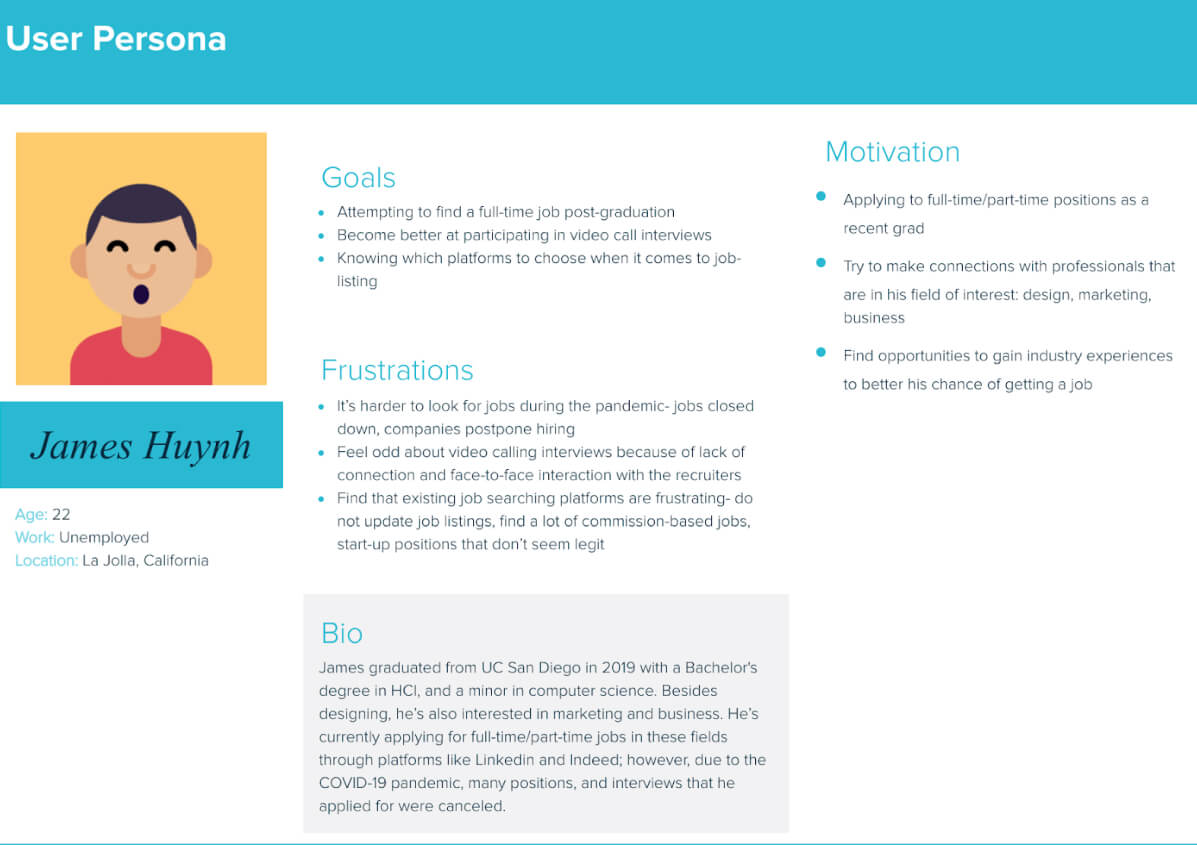 User Persona
James Huynh
Age: 22
Work: Unemployed
Location: La Jolla, California
Goals
• Attempting to find a full-time job post-graduation
• Become better at participating in video call interviews
• Knowing which platforms to choose when it comes to job-
listing
Frustrations
• It's harder to look for jobs during the pandemic- jobs closed
down, companies postpone hiring
• Feel odd about video calling interviews because of lack of
connection and face-to-face interaction with the recruiters
• Find that existing job searching platforms are frustrating- do
not update job listings, find a lot of commission-based jobs,
start-up positions that don't seem legit
Bio
James graduated from UC San Diego in 2019 with a Bachelor's
degree in HCI, and a minor in computer science. Besides
designing, he's also interested in marketing and business. He's
currently applying for full-time/part-time jobs in these fields
through platforms like Linkedin and Indeed; however, due to the
COVID-19 pandemic, many positions, and interviews that he
applied for were canceled.
Motivation
• Applying to full-time/part-time positions as a
recent grad
• Try to make connections with professionals that
are in his field of interest: design, marketing,
business
• Find opportunities to gain industry experiences
to better his chance of getting a job